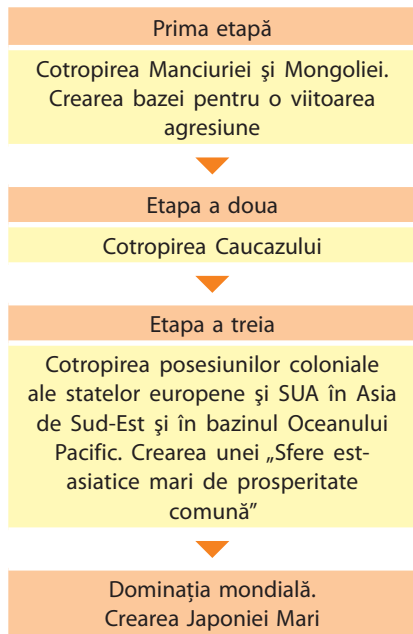 Prima etapă
Cotropirea Manciuriei şi Mongoliei.
Crearea bazei pentru o viitoarea
agresiune
Etapa a doua
Cotropirea Caucazului
Etapa a treia
Cotropirea posesiunilor coloniale
ale statelor europene şi SUA în Asia
de Sud-Est şi în bazinul Oceanului
Pacific. Crearea unei „Sfere est-
asiatice mari de prosperitate
comună”
Dominaţia mondială.
Crearea Japoniei Mari